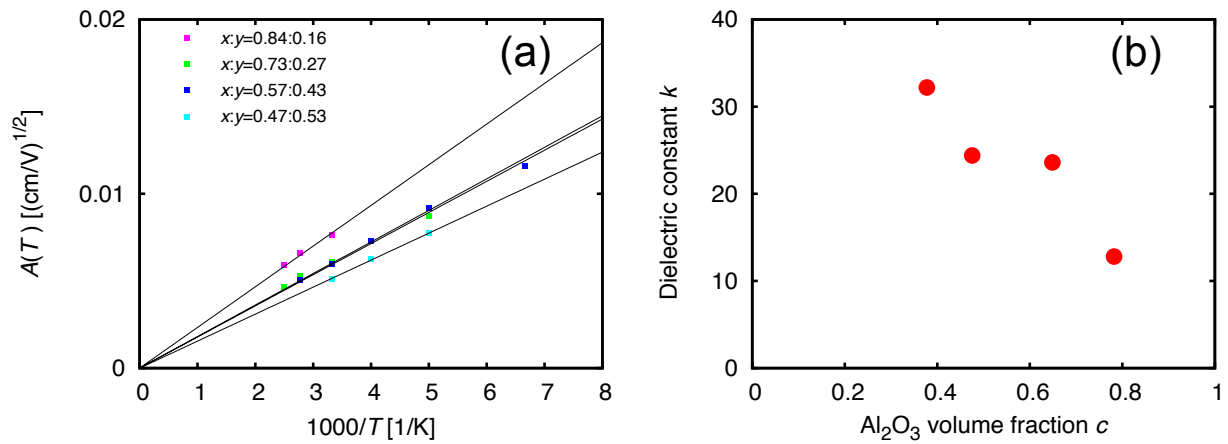 (a)
x:y=0.84:0.16
x:y=0.73:0.27
x:y=0.57:0.43
x:y=0.47:0.53
A(T) [(cm/V)^1/2]
0.02
0.01
0
0 1 2 3 4 5 6 7 8
1000/T [1/K]
(b)
Dielectric constant k
40
30
20
10
0
0 0.2 0.4 0.6 0.8 1
Al₂O₃ volume fraction c